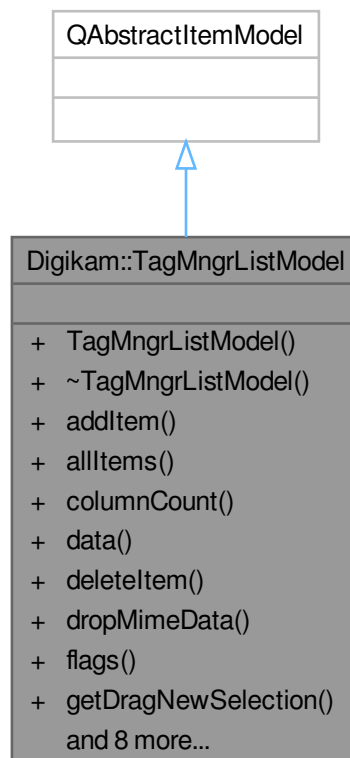 QAbstractItemModel
Digikam::TagMngrListModel
+ TagMngrListModel()
+ ~TagMngrListModel()
+ addItem()
+ allItems()
+ columnCount()
+ data()
+ deleteItem()
+ dropMimeData()
+ flags()
+ getDragNewSelection()
and 8 more...